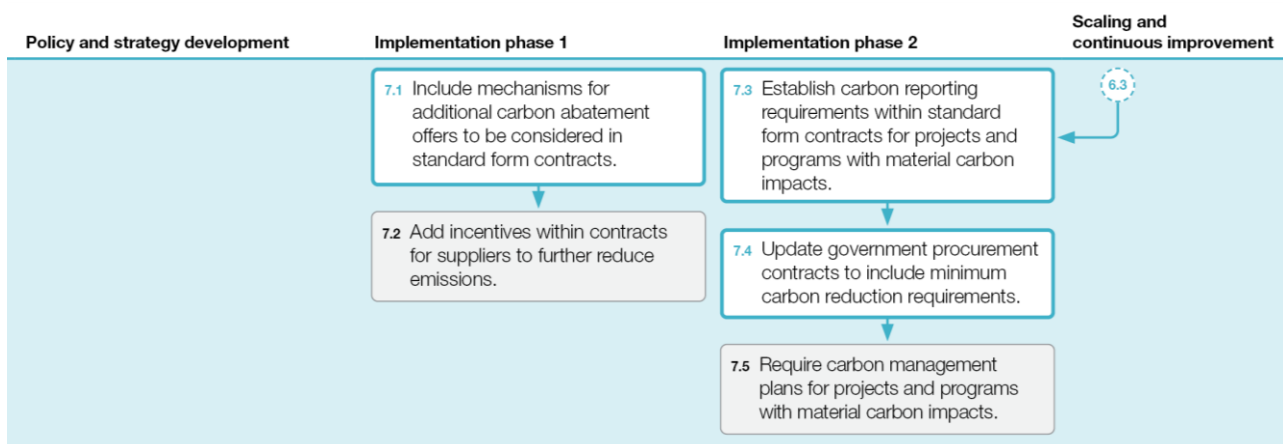 Policy and strategy development
Implementation phase 1
Implementation phase 2
Scaling and
continuous improvement
7.1 Include mechanisms for
additional carbon abatement
offers to be considered in
standard form contracts.
7.2 Add incentives within contracts
for suppliers to further reduce
emissions.
7.3 Establish carbon reporting
requirements within standard
form contracts for projects and
programs with material carbon
impacts.
7.4 Update government procurement
contracts to include minimum
carbon reduction requirements.
7.5 Require carbon management
plans for projects and programs
with material carbon impacts.
6.3